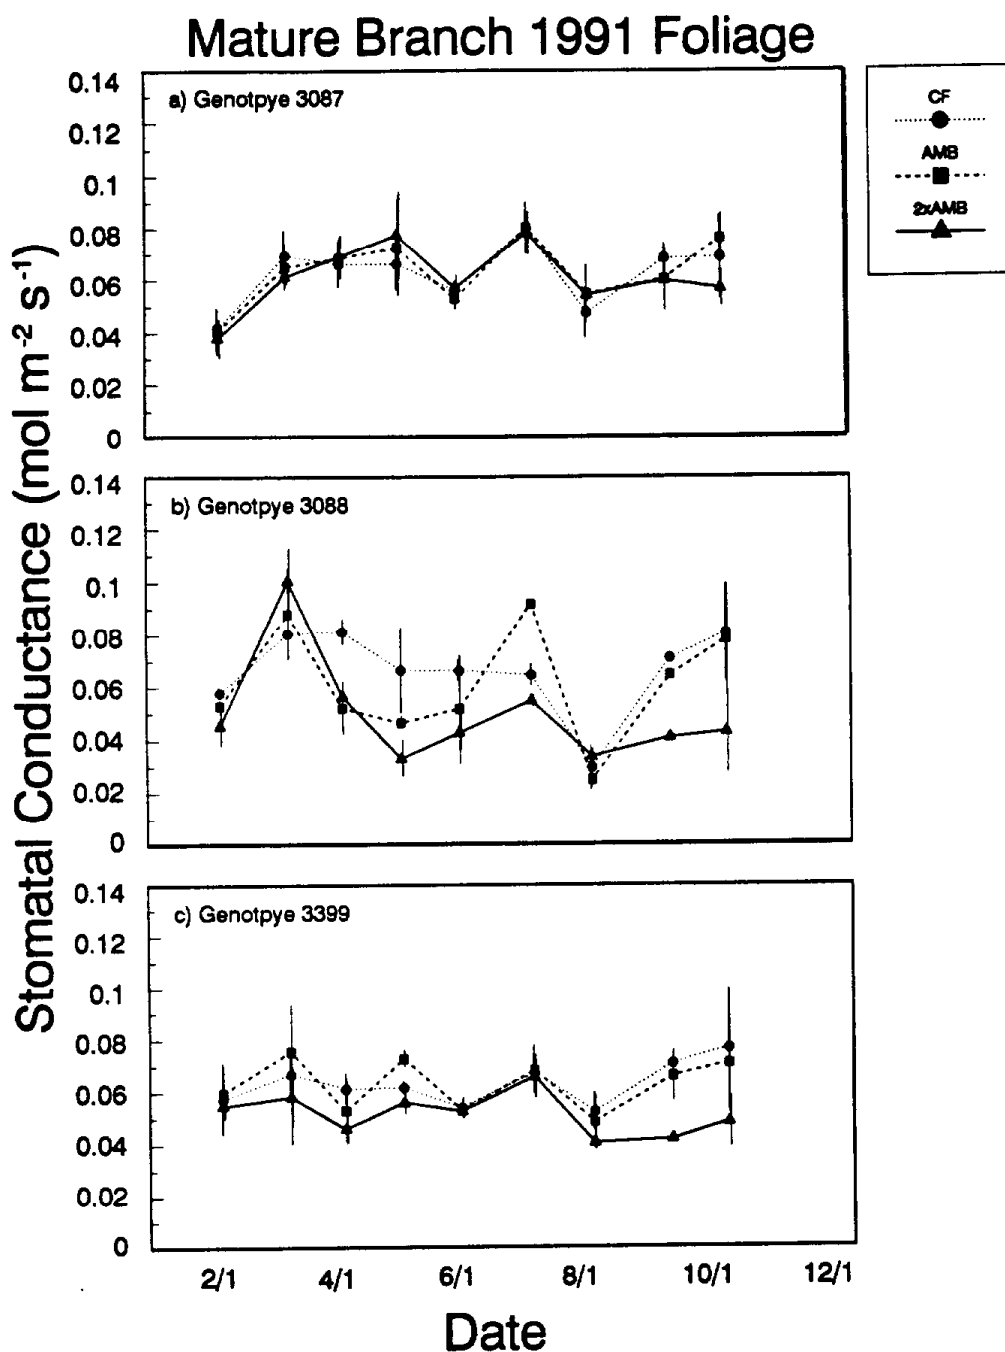 Mature Branch 1991 Foliage
Stomatal Conductance (mol m⁻² s⁻¹)
a) Genotpye 3087
0.14
0.12
0.1
0.08
0.06
0.04
0.02
0
CF
AMB
2xAMB
b) Genotpye 3088
0.14
0.12
0.1
0.08
0.06
0.04
0.02
0
c) Genotpye 3399
0.14
0.12
0.1
0.08
0.06
0.04
0.02
0
2/1 4/1 6/1 8/1 10/1 12/1
Date